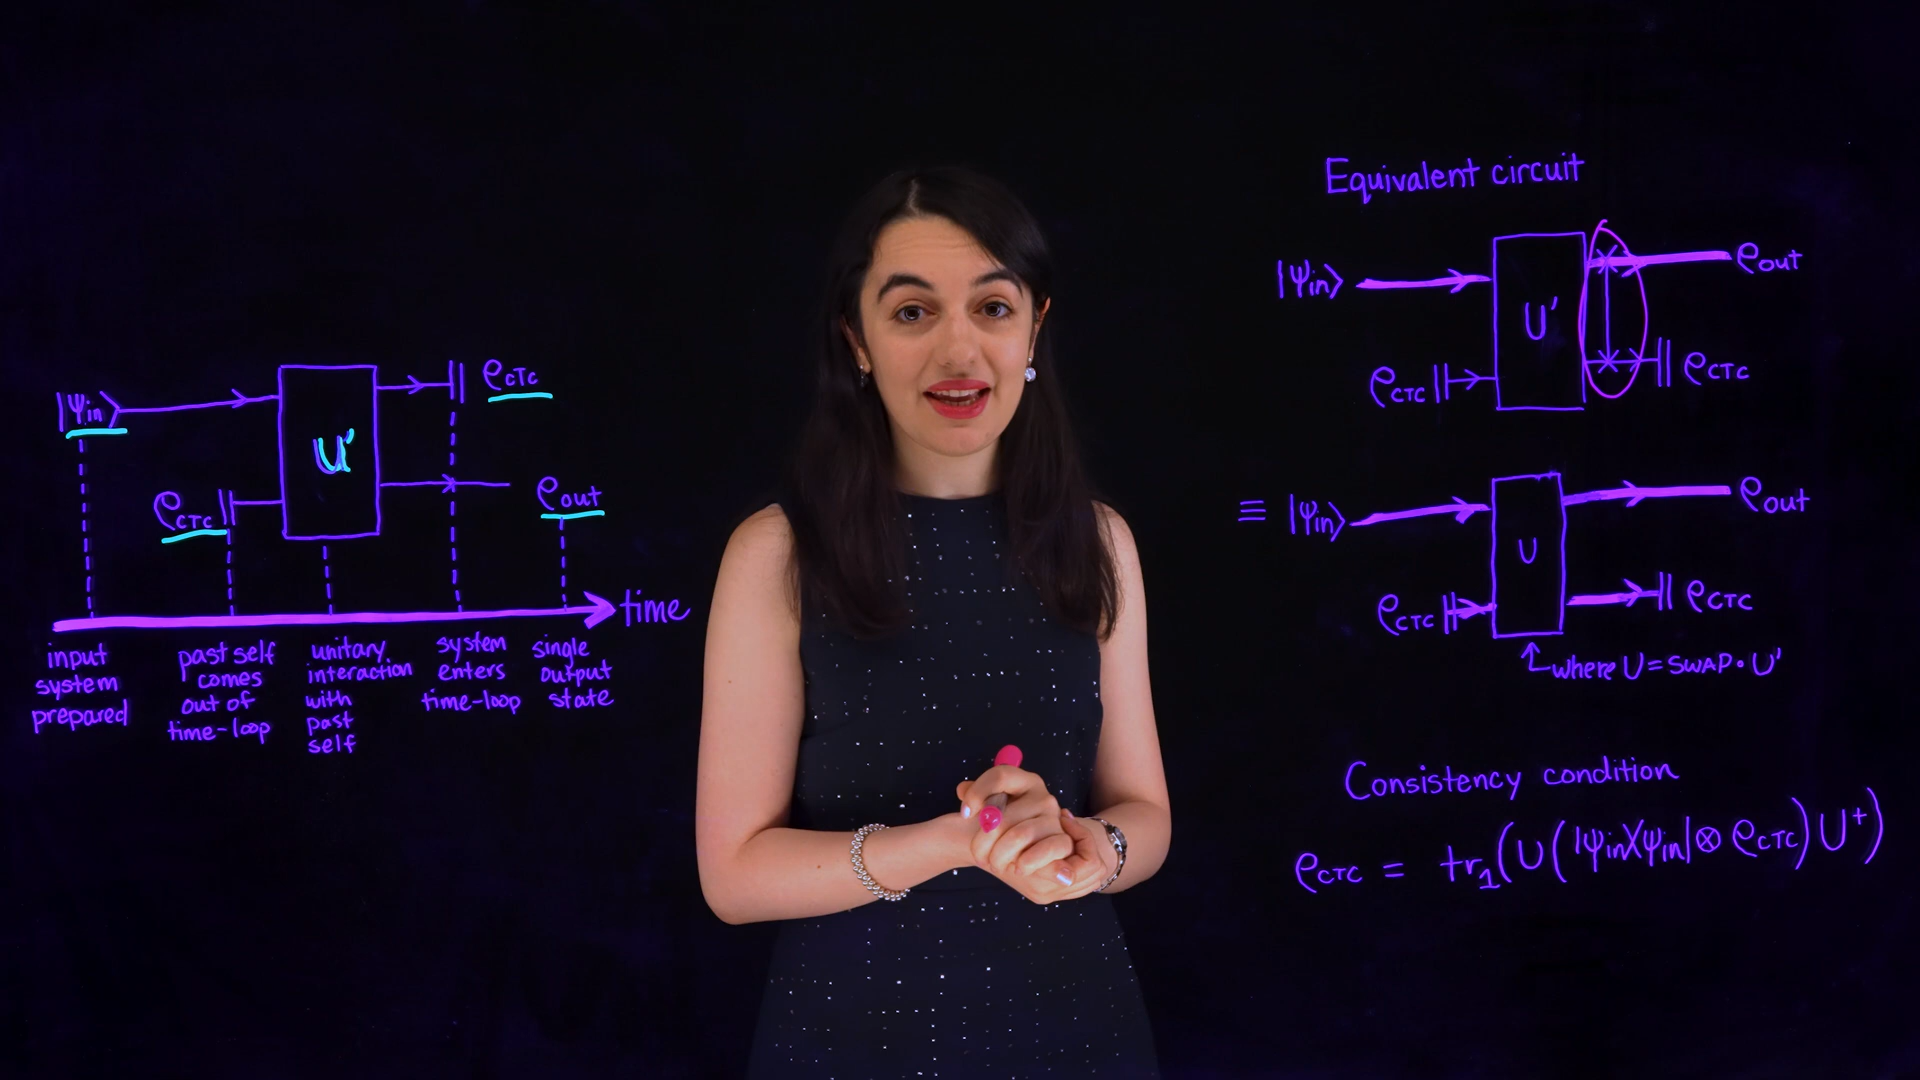 |ψin⟩
U'
ρCTC
ρout
ρCTC
time
input system prepared
past self comes out of time-loop
unitary interaction with past self
system enters time-loop
single output state
Equivalent circuit
|ψin⟩
U'
ρout
ρCTC
ρCTC
≡ |ψin⟩
U
ρout
ρCTC
ρCTC
where U = SWAP∘U'
Consistency condition
ρCTC = tr₁(U(|ψin⟩⟨ψin| ⊗ ρCTC)U†)